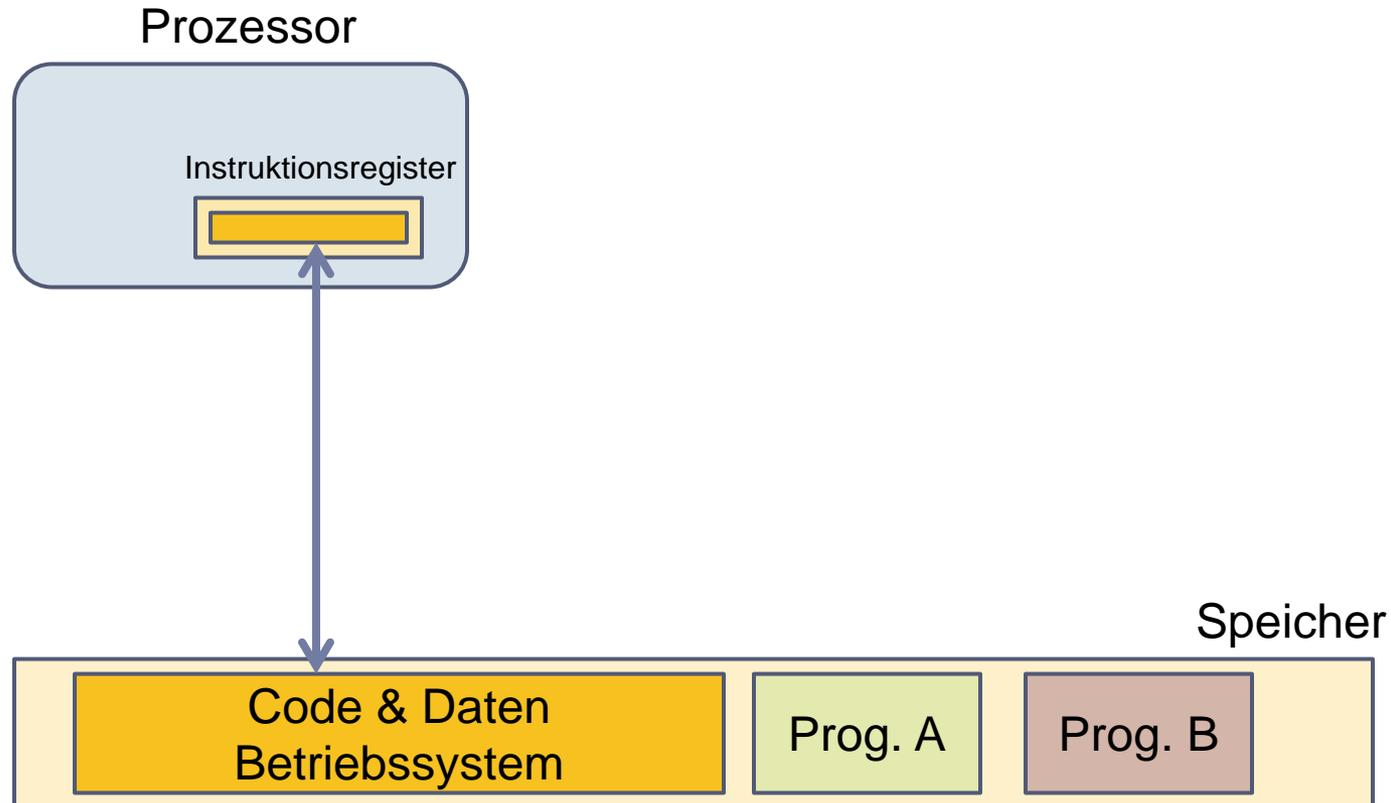 Prozessor
Instruktionsregister
Speicher
Code & Daten
Betriebssystem
Prog. A
Prog. B